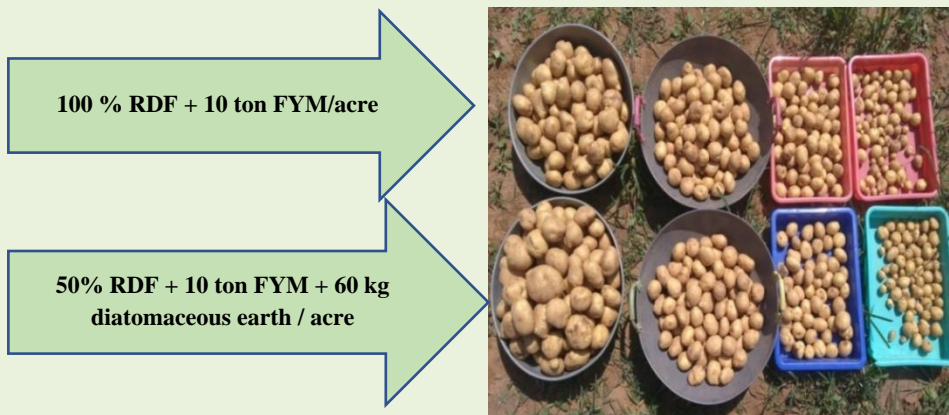 100 % RDF + 10 ton FYM/acre
50% RDF + 10 ton FYM + 60 kg
diatomaceous earth / acre